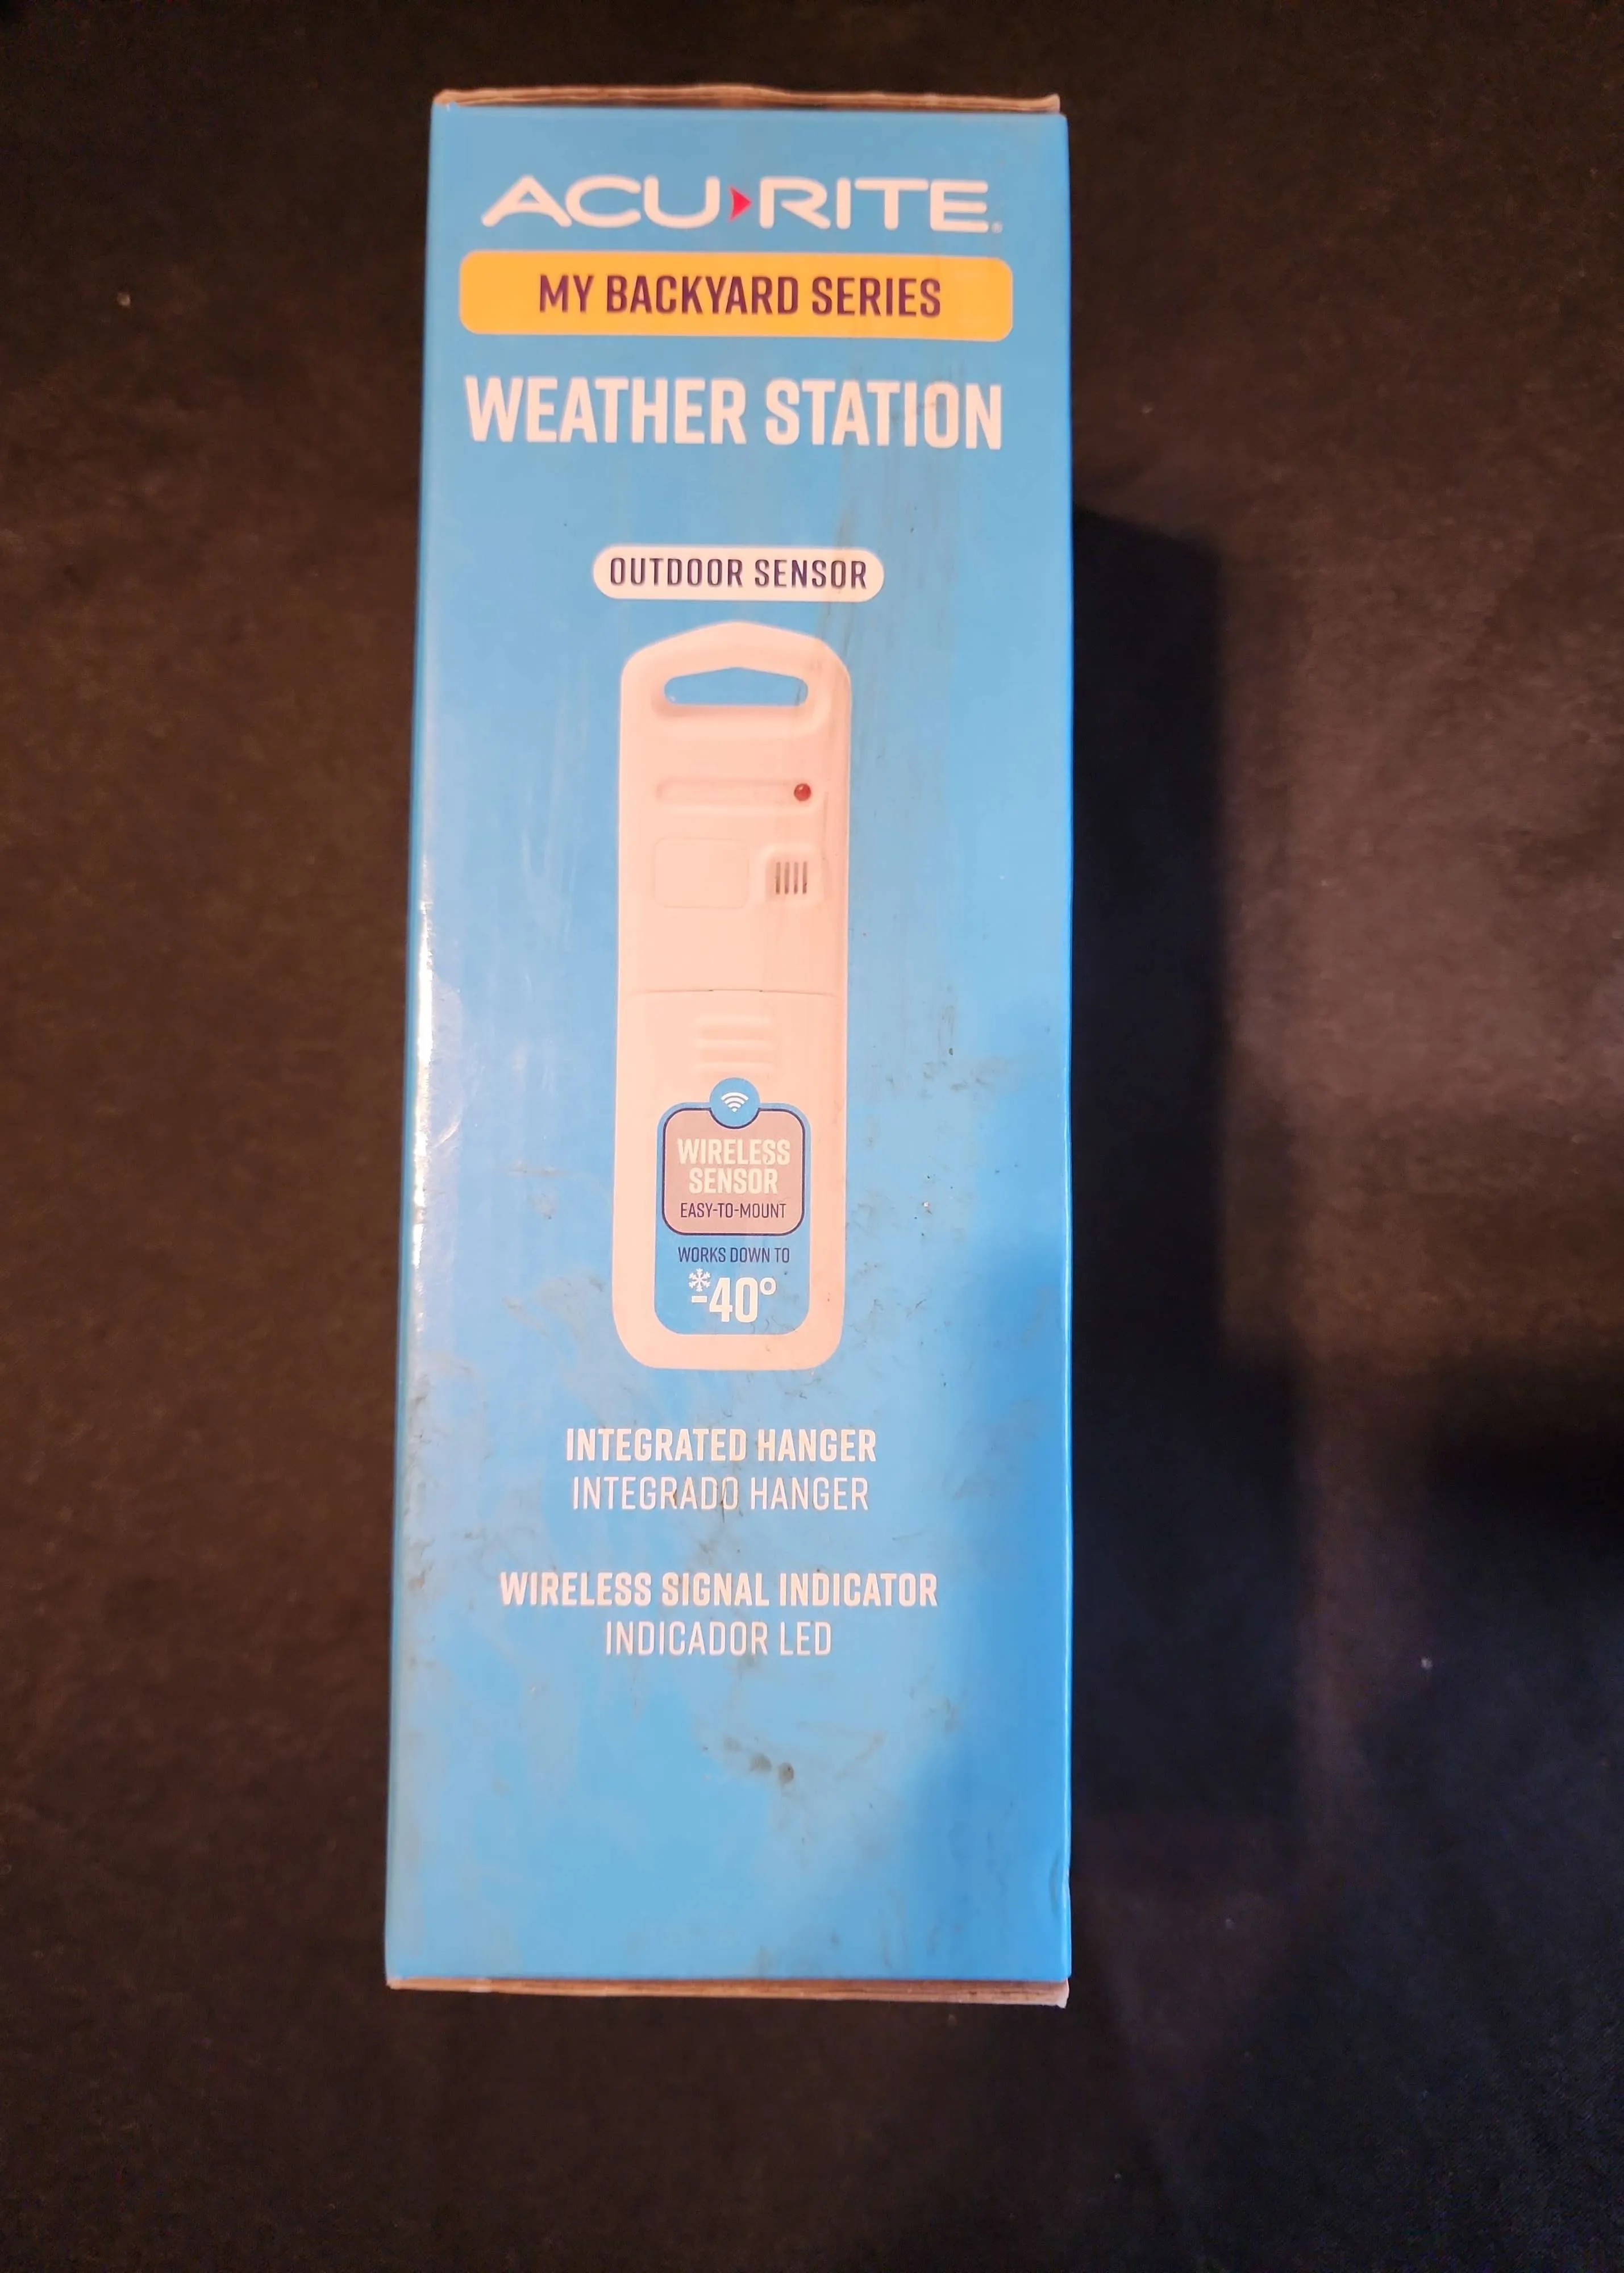 ACU▸RITE®
MY BACKYARD SERIES
WEATHER STATION
OUTDOOR SENSOR
WIRELESS
SENSOR
EASY-TO-MOUNT
WORKS DOWN TO
-40°
INTEGRATED HANGER
INTEGRADO HANGER
WIRELESS SIGNAL INDICATOR
INDICADOR LED